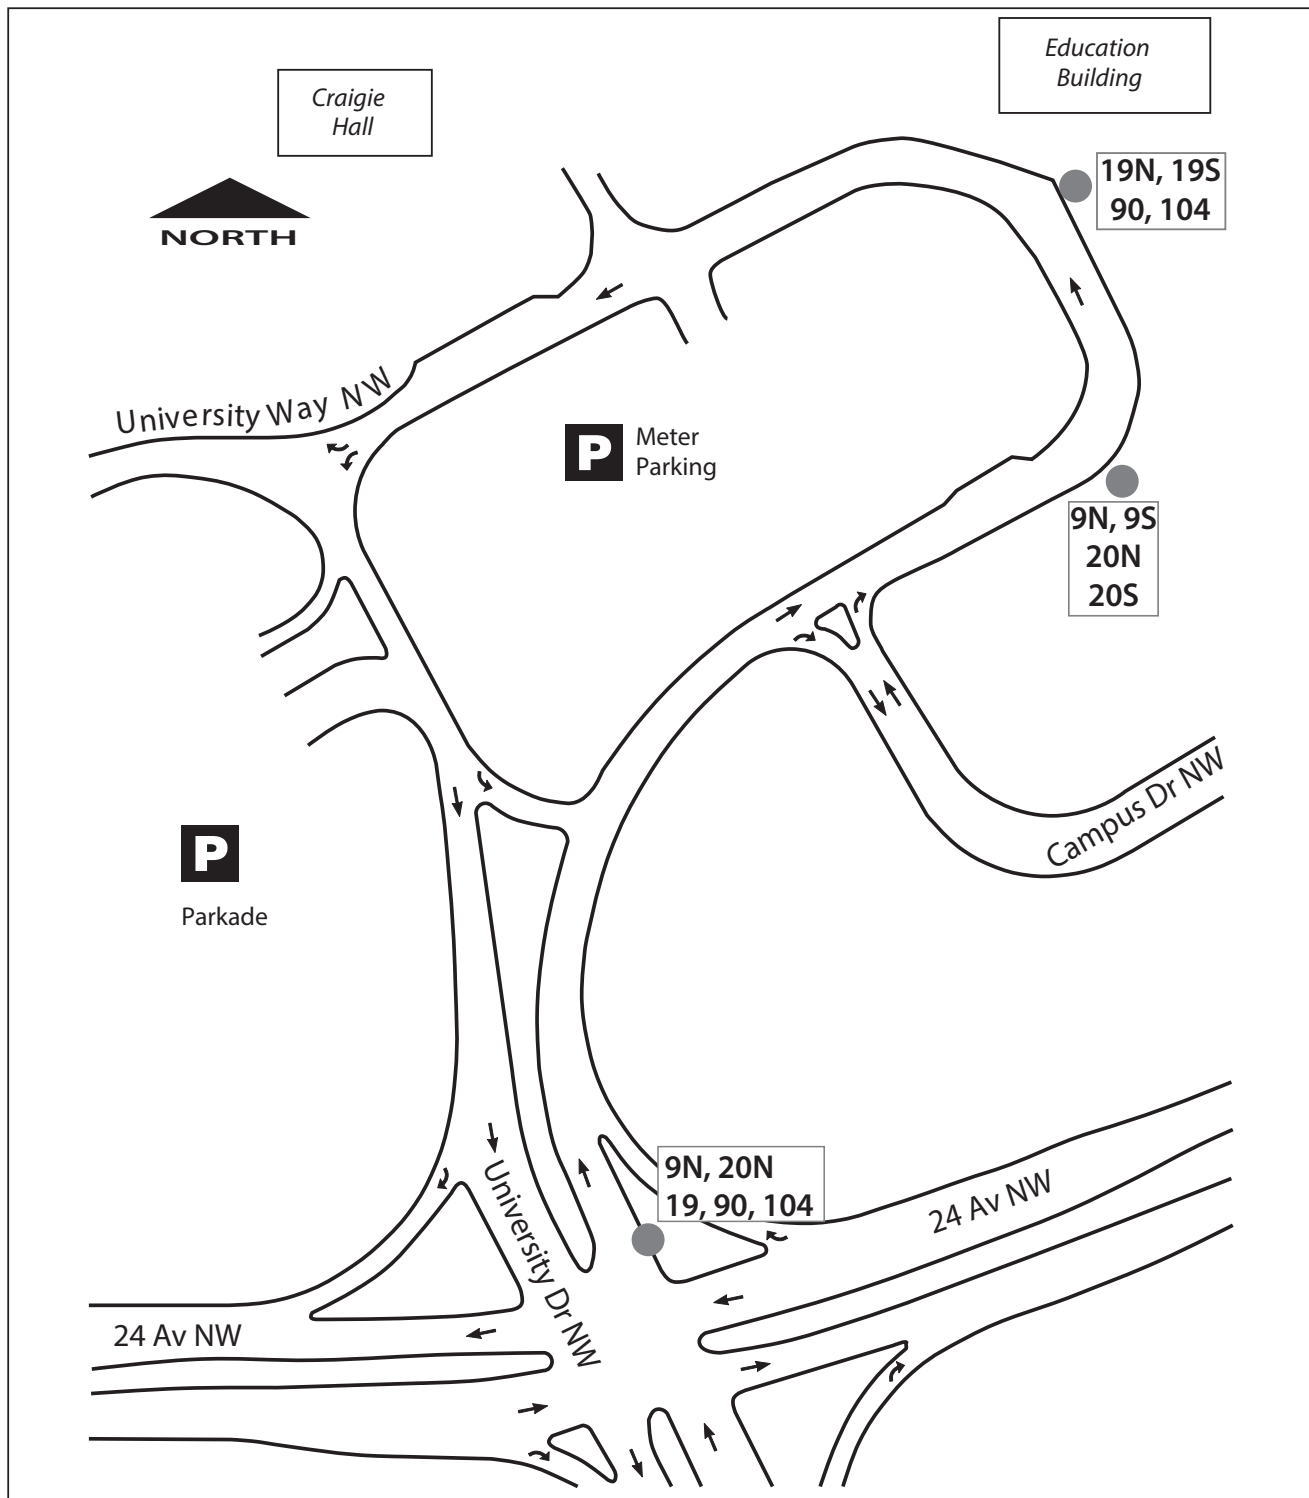 Education
Building
Craigie
Hall
19N, 19S
90, 104
NORTH
University Way NW
P
Meter
Parking
9N, 9S
20N
20S
Campus Dr NW
P
Parkade
9N, 20N
19, 90, 104
24 Av NW
University Dr NW
24 Av NW